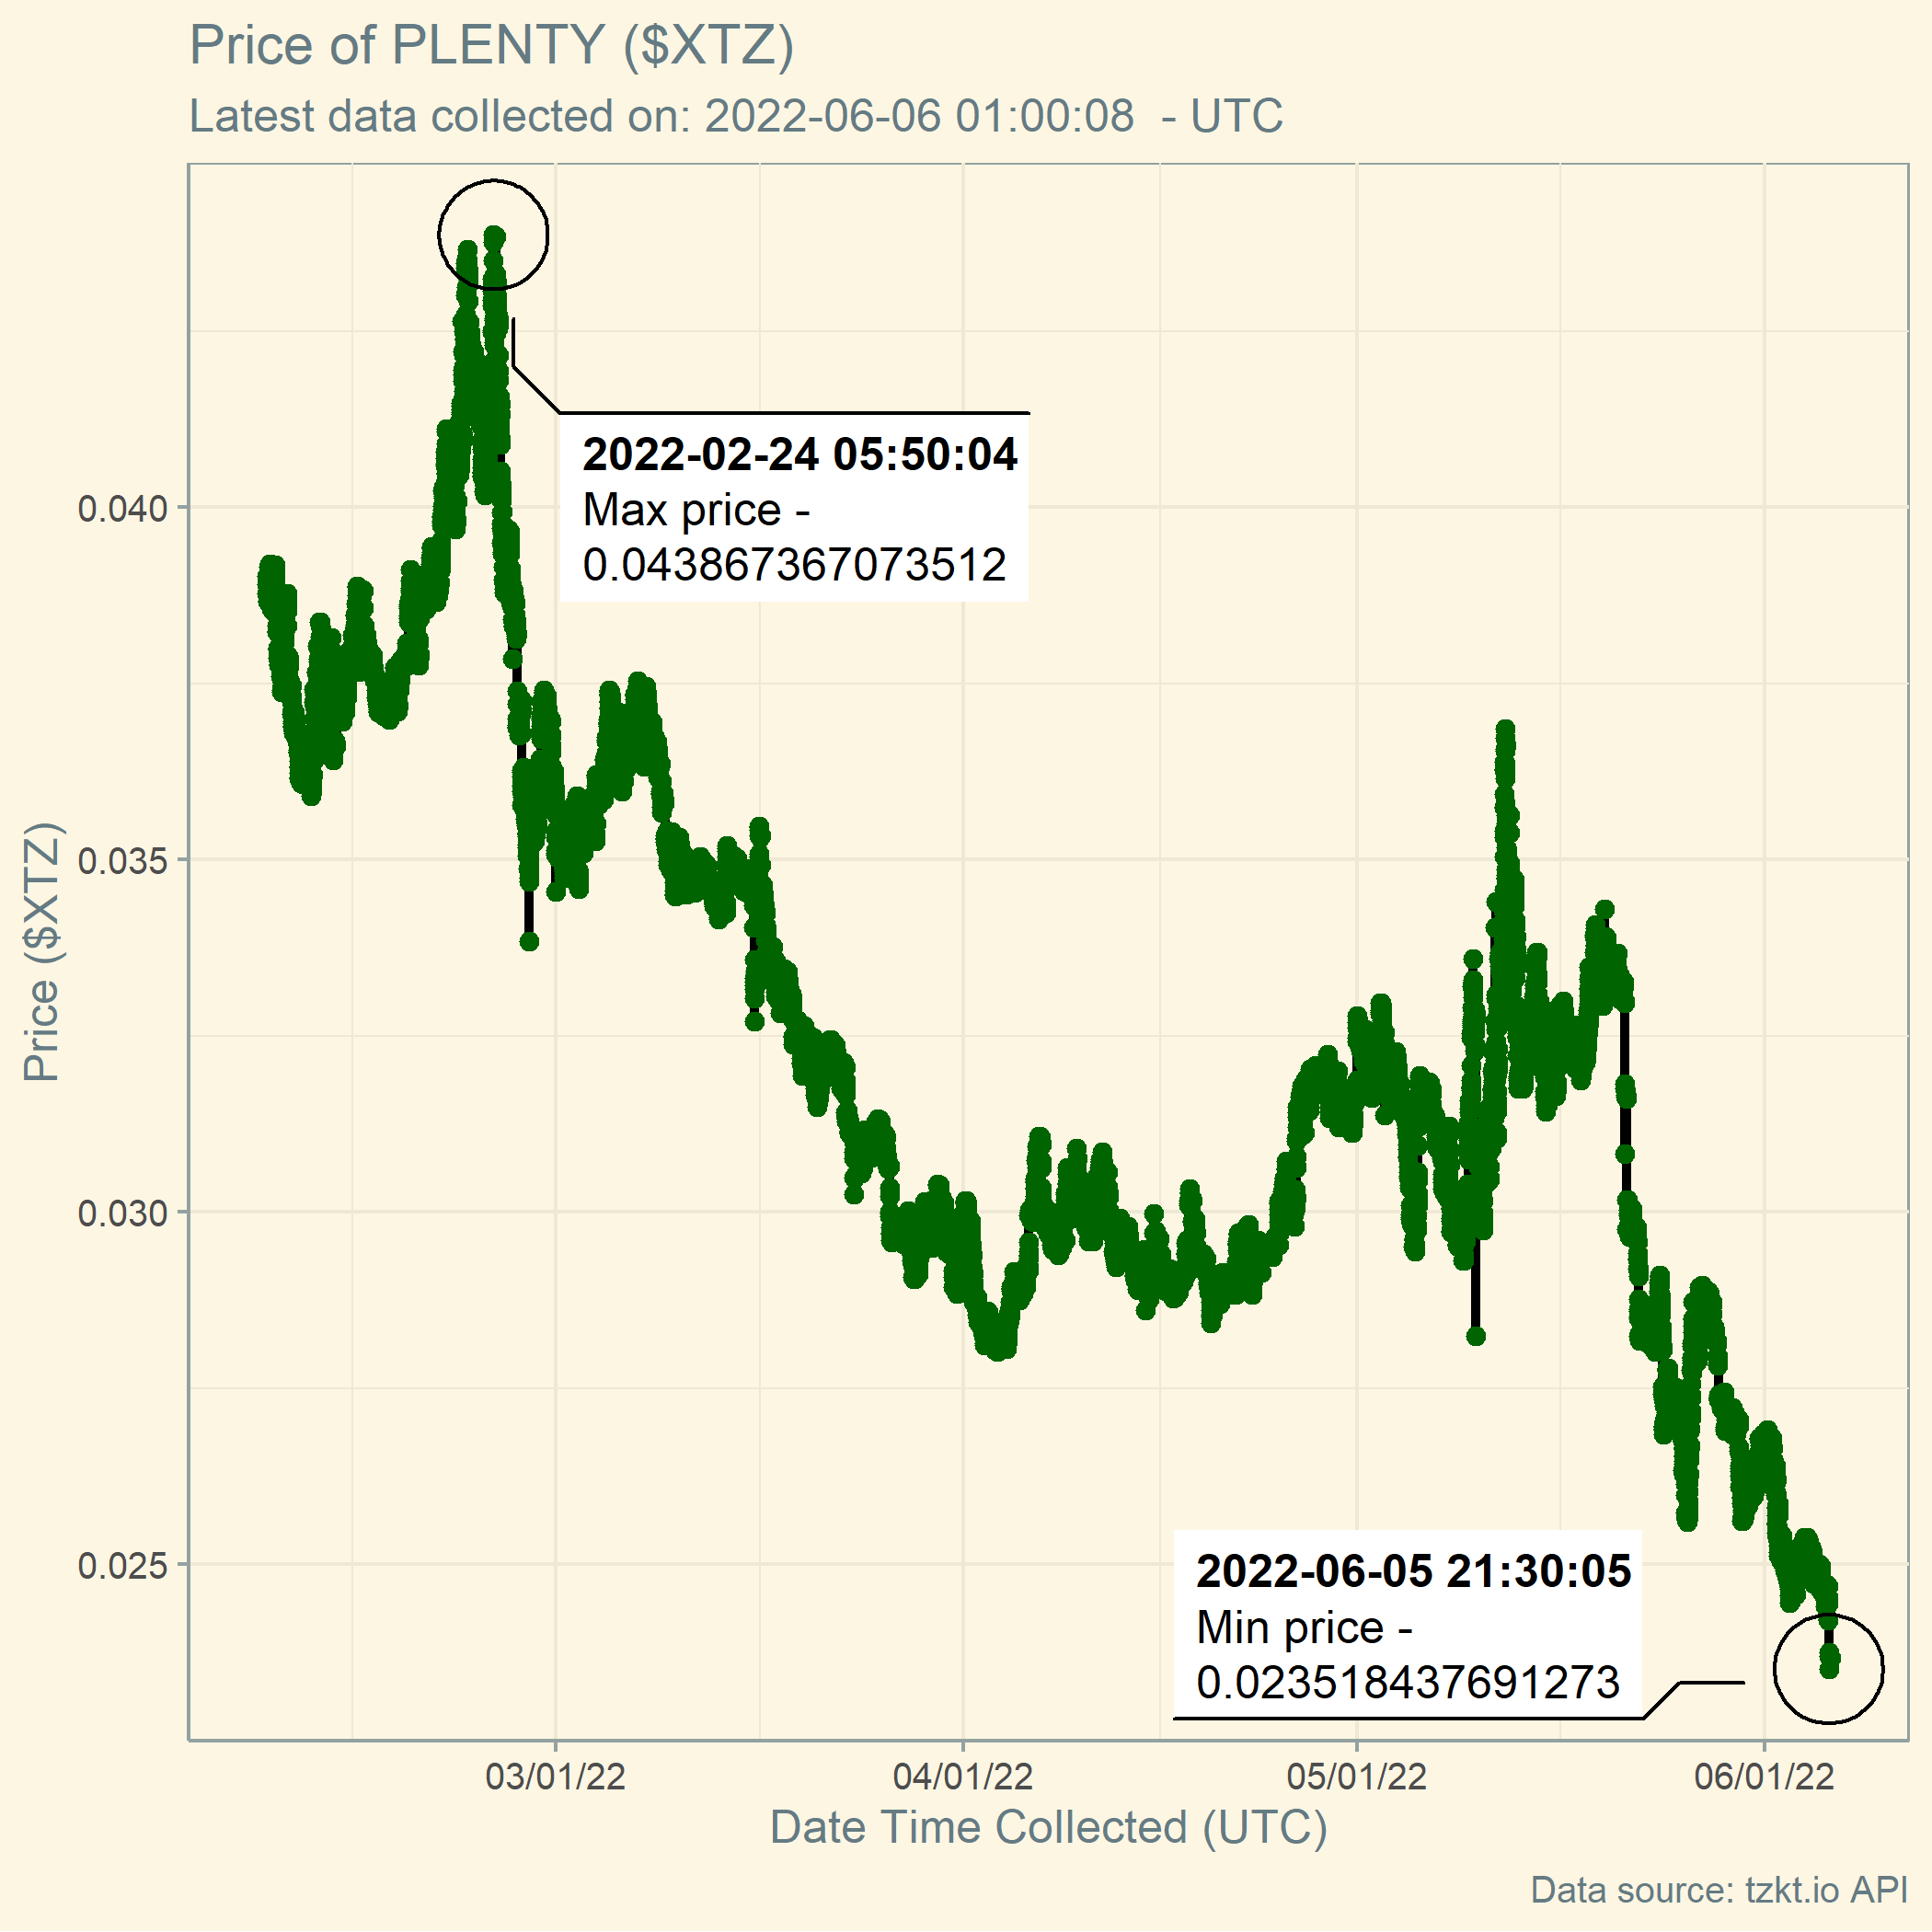 Price of PLENTY ($XTZ)
Latest data collected on: 2022-06-06 01:00:08  - UTC
2022-02-24 05:50:04
Max price -
0.043867367073512
0.040
0.035
0.030
0.025
Price ($XTZ)
2022-06-05 21:30:05
Min price -
0.023518437691273
03/01/22
04/01/22
05/01/22
06/01/22
Date Time Collected (UTC)
Data source: tzkt.io API